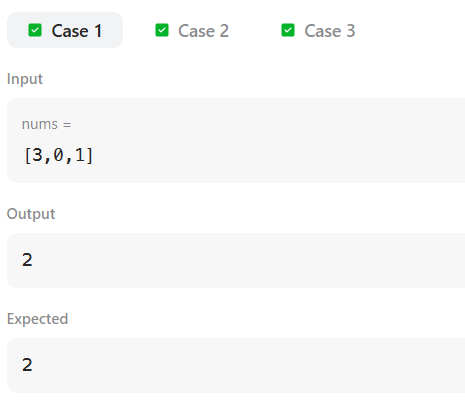 Case 1 Case 2 Case 3
Input
nums =
[3,0,1]
Output
2
Expected
2